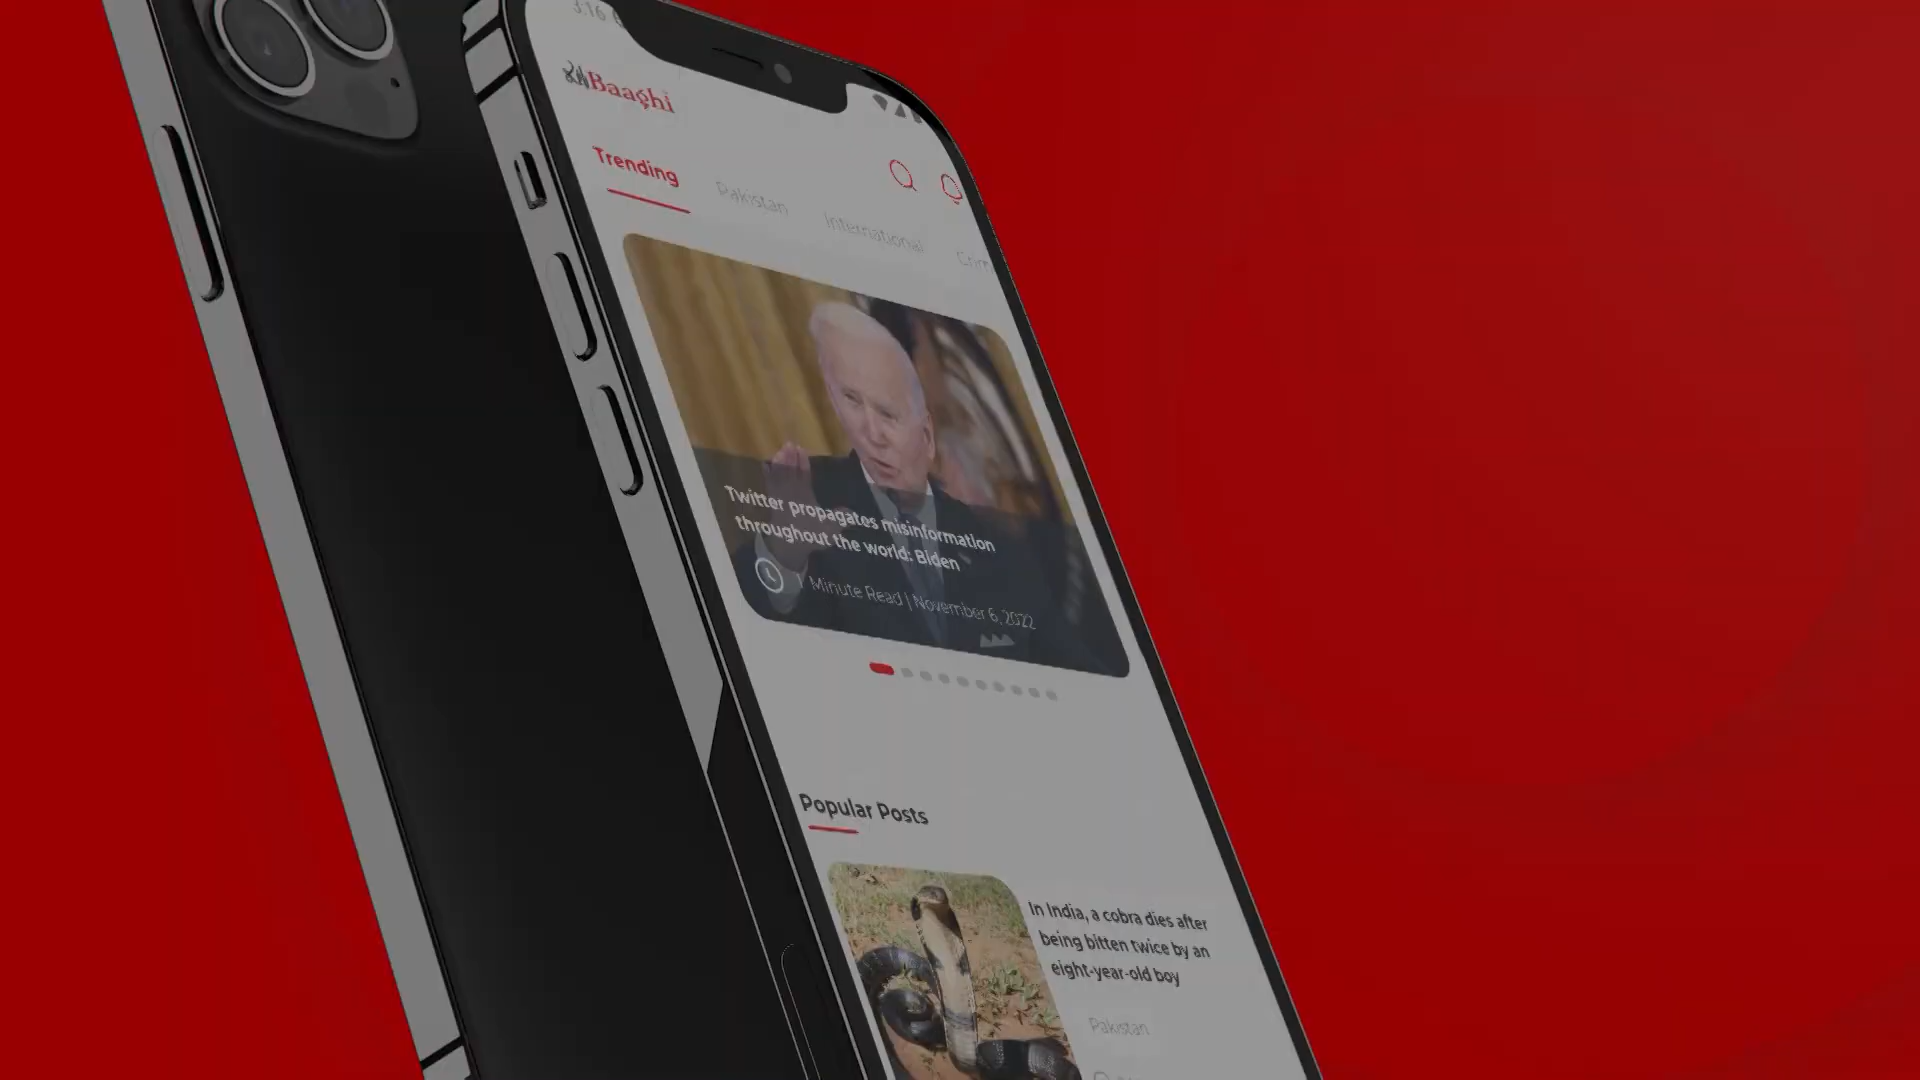 3:16
Baaghi
Trending
Pakistan
International
Twitter propagates misinformation
throughout the world: Biden
1 Minute Read | November 6, 2022
Popular Posts
In India, a cobra dies after
being bitten twice by an
eight-year-old boy
Pakistan